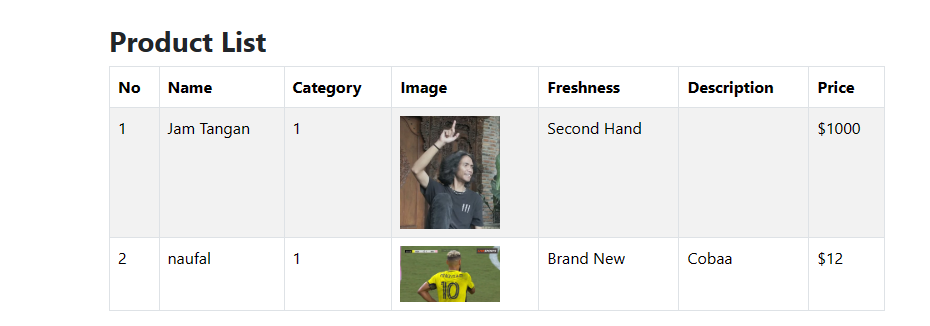 Product List
No Name Category Image Freshness Description Price
1 Jam Tangan 1 Second Hand $1000
2 naufal 1 10 Brand New Cobaa $12